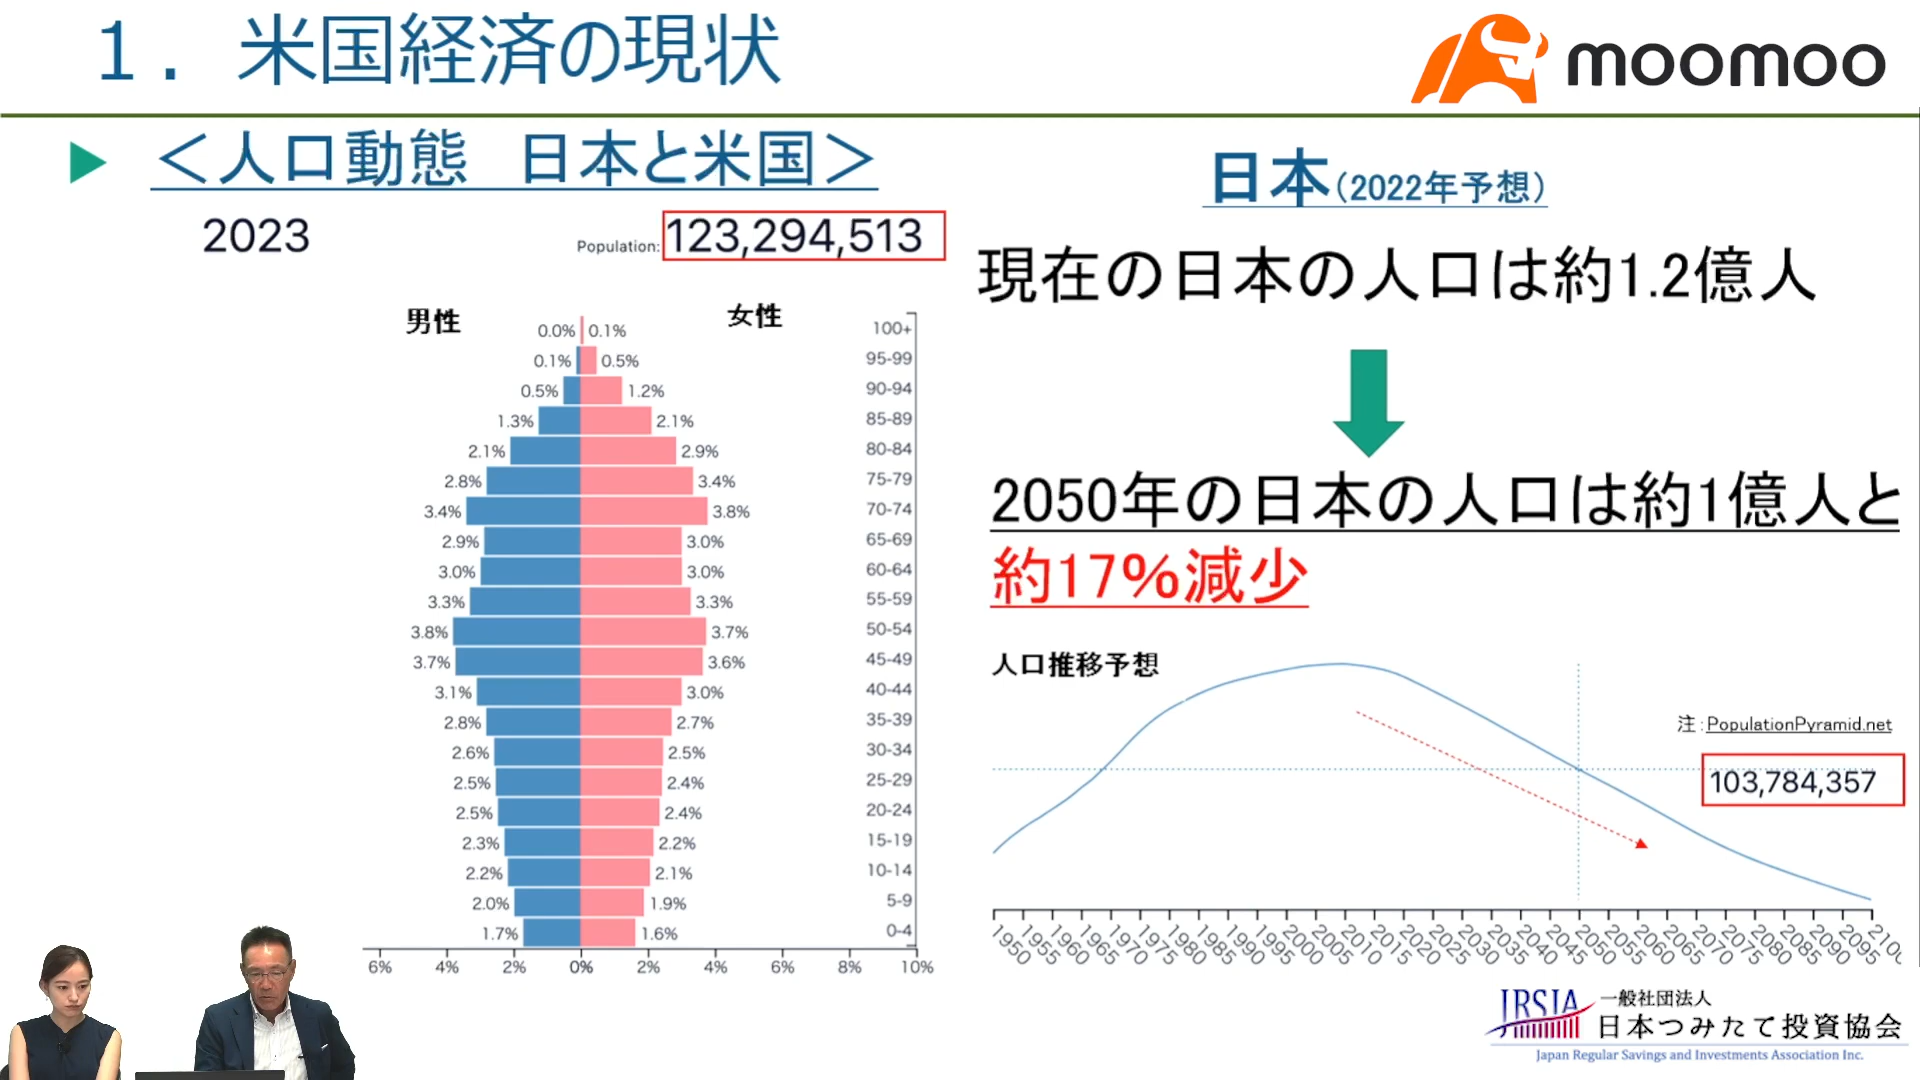 1. 米国経済の現状
moomoo
＜人口動態 日本と米国＞
2023
Population: 123,294,513
男性
女性
0.0% 0.1% 100+
0.1% 0.5% 95-99
0.5% 1.2% 90-94
1.3% 2.1% 85-89
2.1% 2.9% 80-84
2.8% 3.4% 75-79
3.4% 3.8% 70-74
2.9% 3.0% 65-69
3.0% 3.0% 60-64
3.3% 3.3% 55-59
3.8% 3.7% 50-54
3.7% 3.6% 45-49
3.1% 3.0% 40-44
2.8% 2.7% 35-39
2.6% 2.5% 30-34
2.5% 2.4% 25-29
2.5% 2.4% 20-24
2.3% 2.2% 15-19
2.2% 2.1% 10-14
2.0% 1.9% 5-9
1.7% 1.6% 0-4
6% 4% 2% 0% 2% 4% 6% 8% 10%
日本（2022年予想）
現在の日本の人口は約1.2億人
2050年の日本の人口は約1億人と
約17%減少
人口推移予想
注：PopulationPyramid.net
103,784,357
1950 1955 1960 1965 1970 1975 1980 1985 1990 1995 2000 2005 2010 2015 2020 2025 2030 2035 2040 2045 2050 2055 2060 2065 2070 2075 2080 2085 2090 2095 2100
JRSIA
一般社団法人
日本つみたて投資協会
Japan Regular Savings and Investments Association Inc.